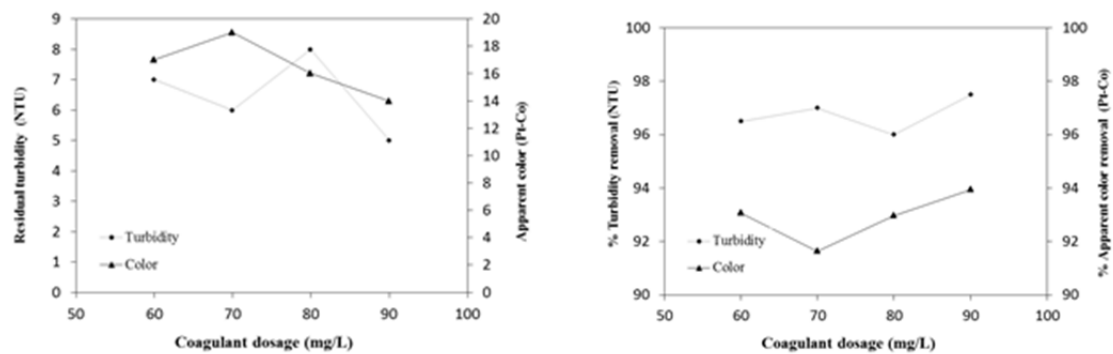 9
8
7
6
5
4
3
2
1
0
Residual turbidity (NTU)
20
18
16
14
12
10
8
6
4
2
0
Apparent color (Pt-Co)
Turbidity
Color
50 60 70 80 90 100
Coagulant dosage (mg/L)
100
98
96
94
92
90
% Turbidity removal (NTU)
100
98
96
94
92
90
% Apparent color removal (Pt-Co)
Turbidity
Color
50 60 70 80 90 100
Coagulant dosage (mg/L)